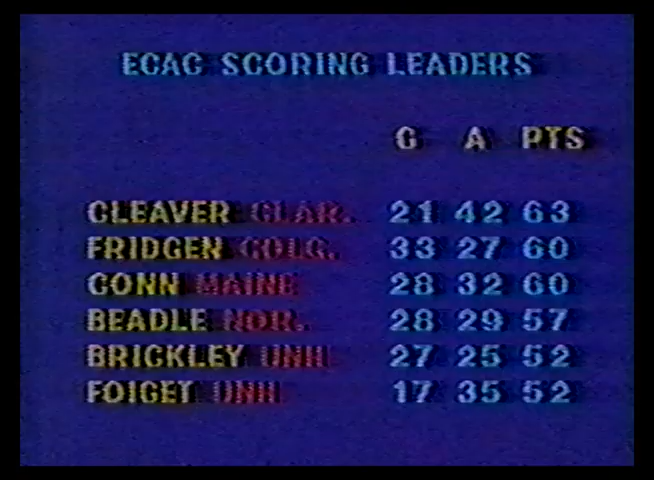 ECAC SCORING LEADERS
G A PTS
CLEAVER CLAR. 21 42 63
FRIDGEN COLG. 33 27 60
CONN MAINE 28 32 60
BEADLE NOR. 28 29 57
BRICKLEY UNH 27 25 52
FOIGET UNH 17 35 52